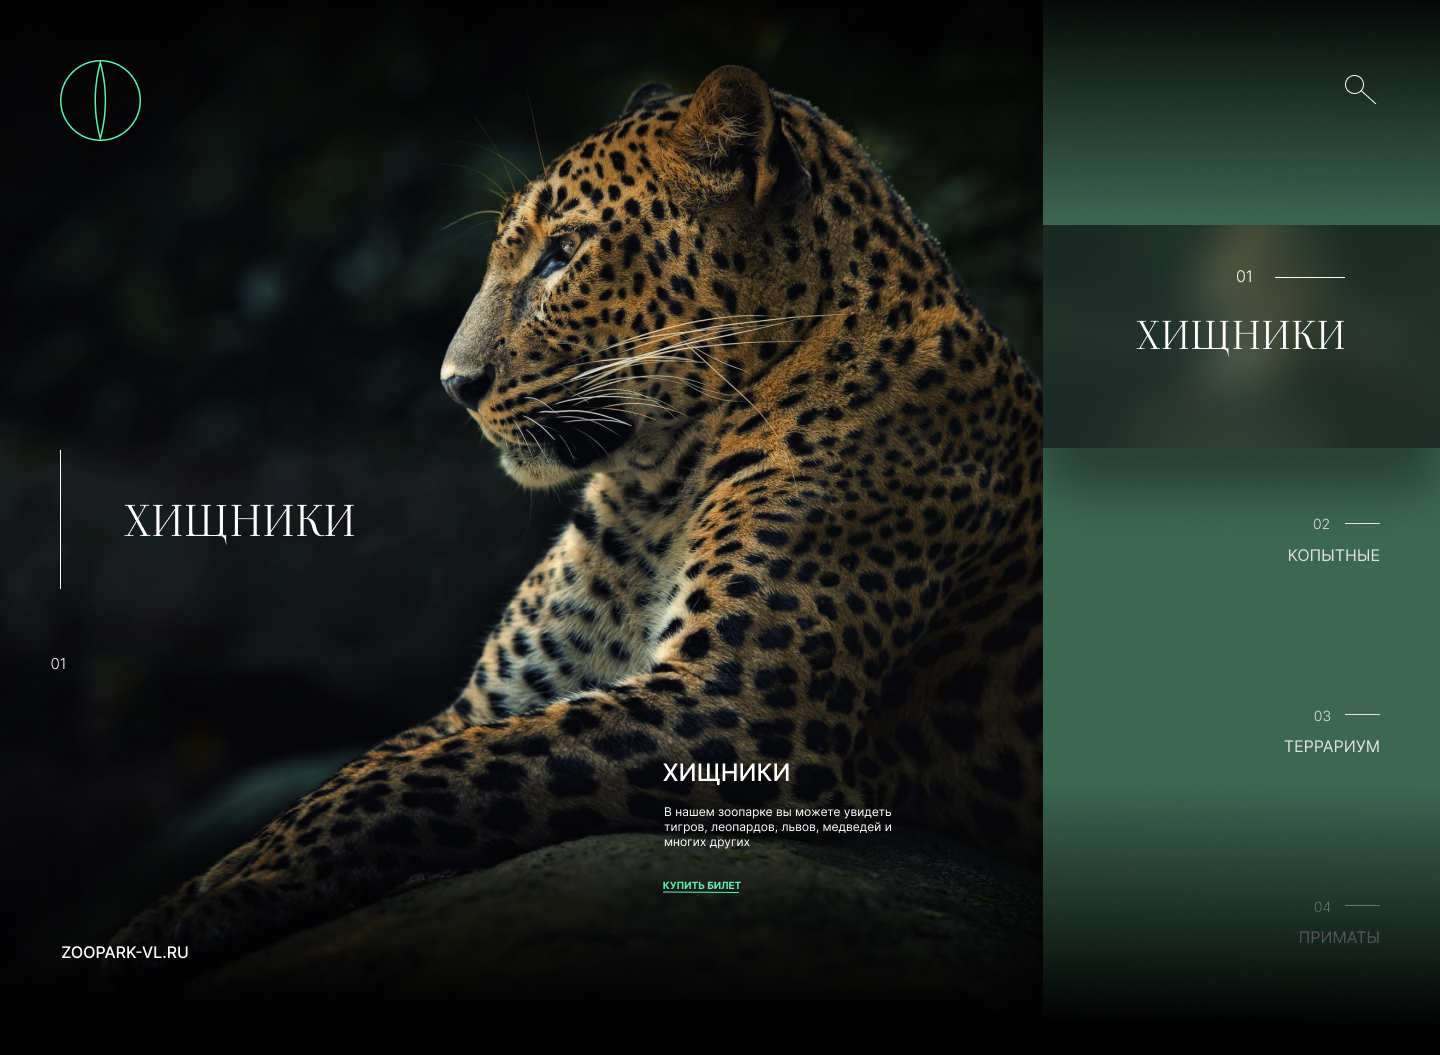 01
ХИЩНИКИ
ХИЩНИКИ
01
02
КОПЫТНЫЕ
03
ТЕРРАРИУМ
ХИЩНИКИ
В нашем зоопарке вы можете увидеть
тигров, леопардов, львов, медведей и
многих других
КУПИТЬ БИЛЕТ
04
ПРИМАТЫ
ZOOPARK-VL.RU